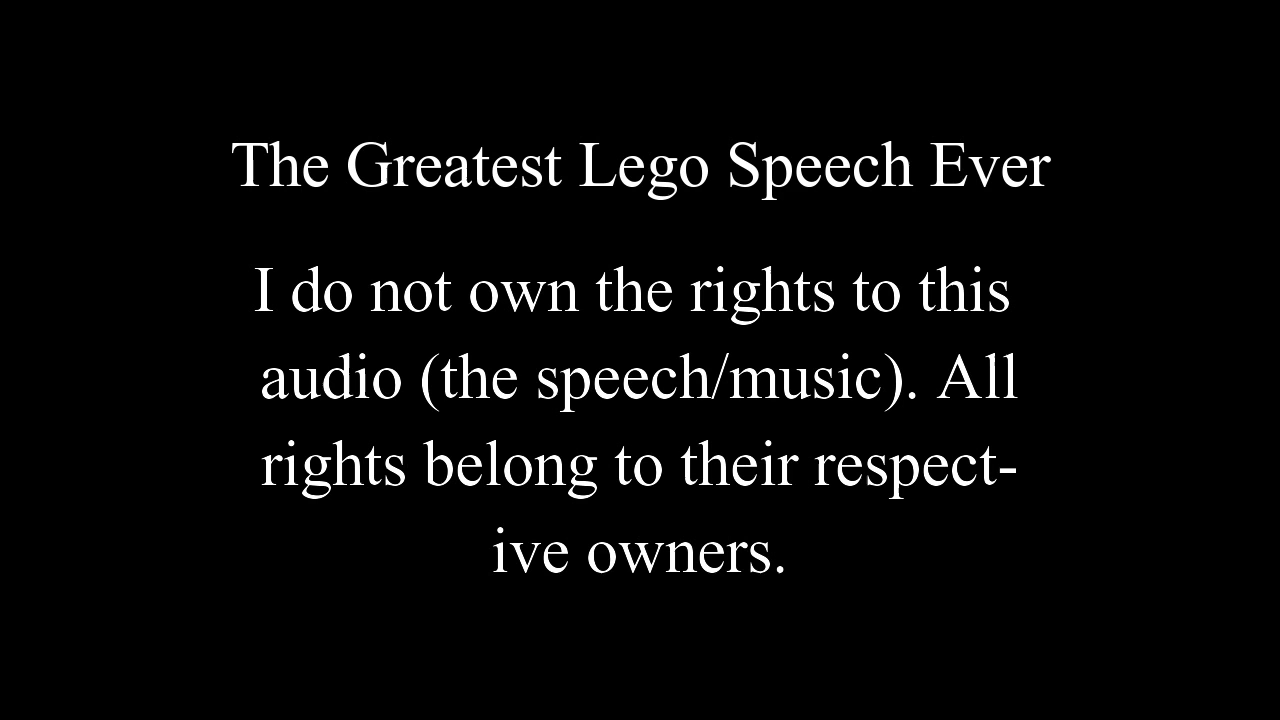 The Greatest Lego Speech Ever
I do not own the rights to this
audio (the speech/music). All
rights belong to their respect-
ive owners.